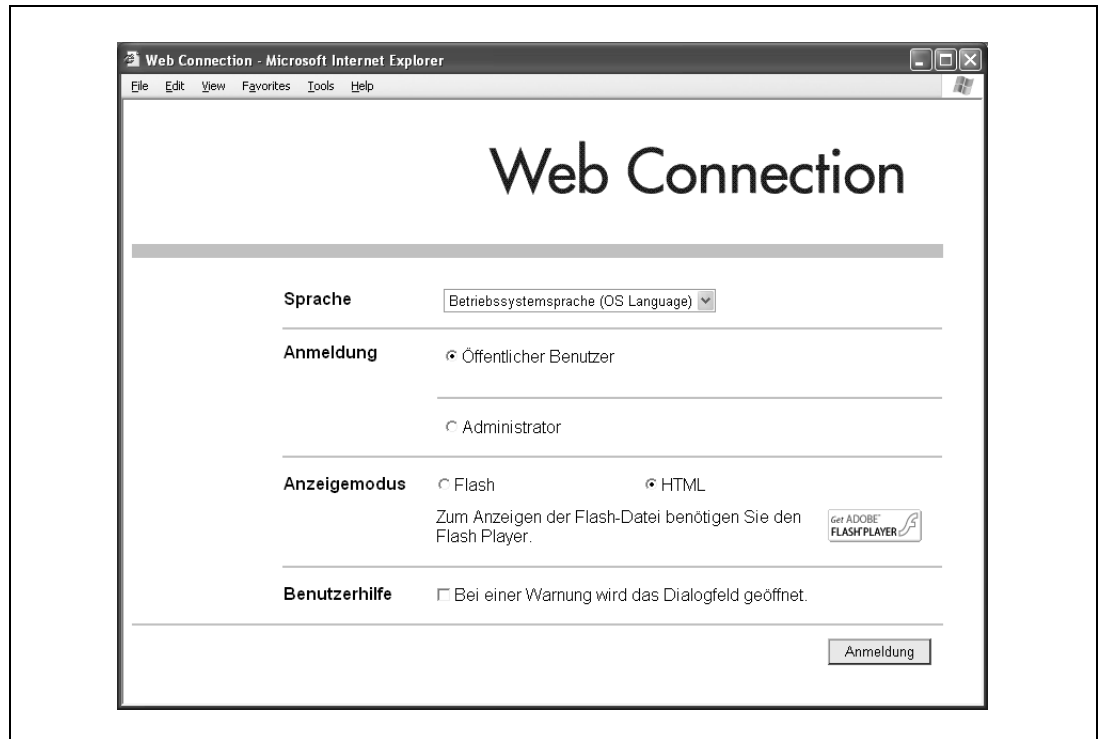 Web Connection - Microsoft Internet Explorer
File Edit View Favorites Tools Help
Web Connection
Sprache Betriebssystemsprache (OS Language)
Anmeldung Öffentlicher Benutzer
Administrator
Anzeigemodus Flash HTML
Zum Anzeigen der Flash-Datei benötigen Sie den
Flash Player.
Get ADOBE®
FLASH® PLAYER
Benutzerhilfe Bei einer Warnung wird das Dialogfeld geöffnet.
Anmeldung